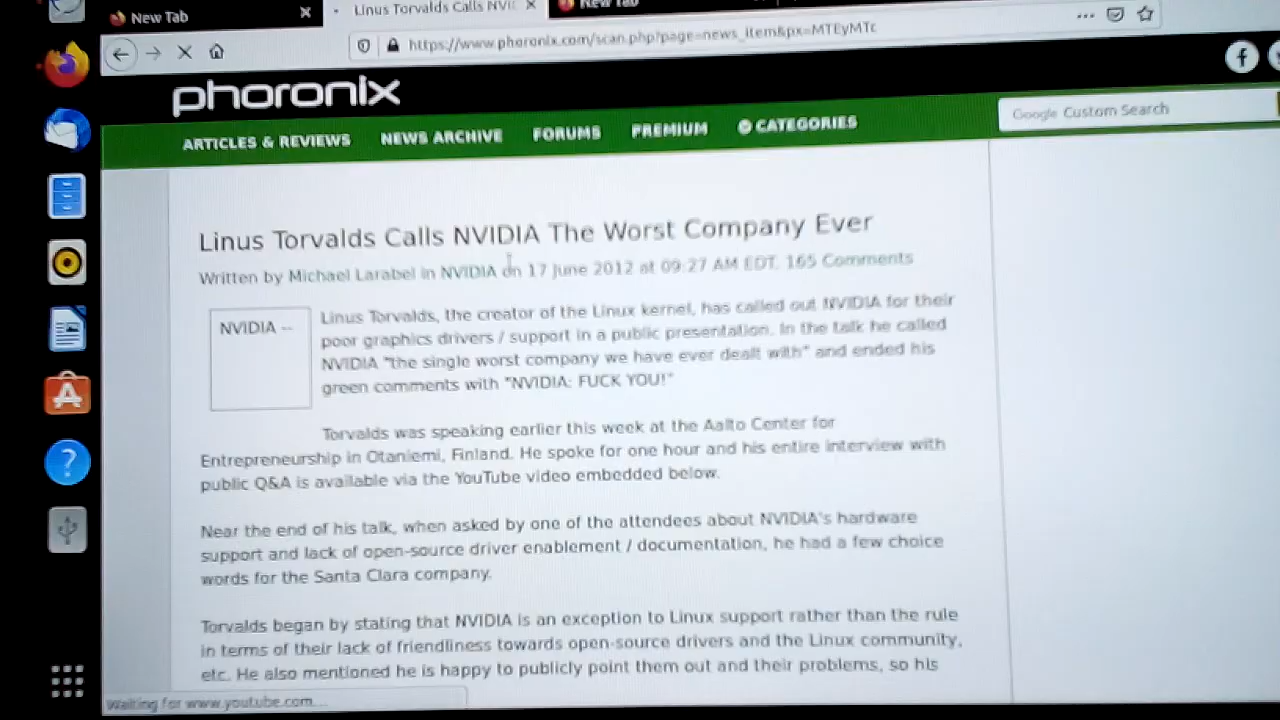 New Tab
Linus Torvalds Calls NVI
New Tab
https://www.phoronix.com/scan.php?page=news_item&px=MTEyMTc
phoronix
ARTICLES & REVIEWS NEWS ARCHIVE FORUMS PREMIUM CATEGORIES
Google Custom Search
Linus Torvalds Calls NVIDIA The Worst Company Ever
Written by Michael Larabel in NVIDIA on 17 June 2012 at 09:27 AM EDT. 165 Comments
NVIDIA --
Linus Torvalds, the creator of the Linux kernel, has called out NVIDIA for their
poor graphics drivers / support in a public presentation. In the talk he called
NVIDIA "the single worst company we have ever dealt with" and ended his
green comments with "NVIDIA: FUCK YOU!"
Torvalds was speaking earlier this week at the Aalto Center for
Entrepreneurship in Otaniemi, Finland. He spoke for one hour and his entire interview with
public Q&A is available via the YouTube video embedded below.
Near the end of his talk, when asked by one of the attendees about NVIDIA's hardware
support and lack of open-source driver enablement / documentation, he had a few choice
words for the Santa Clara company.
Torvalds began by stating that NVIDIA is an exception to Linux support rather than the rule
in terms of their lack of friendliness towards open-source drivers and the Linux community,
etc. He also mentioned he is happy to publicly point them out and their problems, so his
Waiting for www.youtube.com...